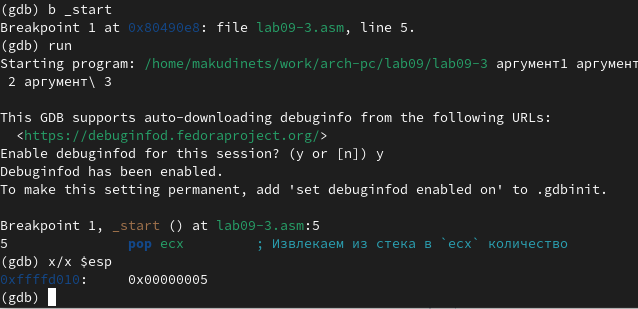 (gdb) b _start
Breakpoint 1 at 0x80490e8: file lab09-3.asm, line 5.
(gdb) run
Starting program: /home/makudinets/work/arch-pc/lab09/lab09-3 аргумент1 аргумент
 2 аргумент\ 3

This GDB supports auto-downloading debuginfo from the following URLs:
  <https://debuginfod.fedoraproject.org/>
Enable debuginfod for this session? (y or [n]) y
Debuginfod has been enabled.
To make this setting permanent, add 'set debuginfod enabled on' to .gdbinit.

Breakpoint 1, _start () at lab09-3.asm:5
5               pop ecx         ; Извлекаем из стека в `ecx` количество
(gdb) x/x $esp
0xffffd010:     0x00000005
(gdb)